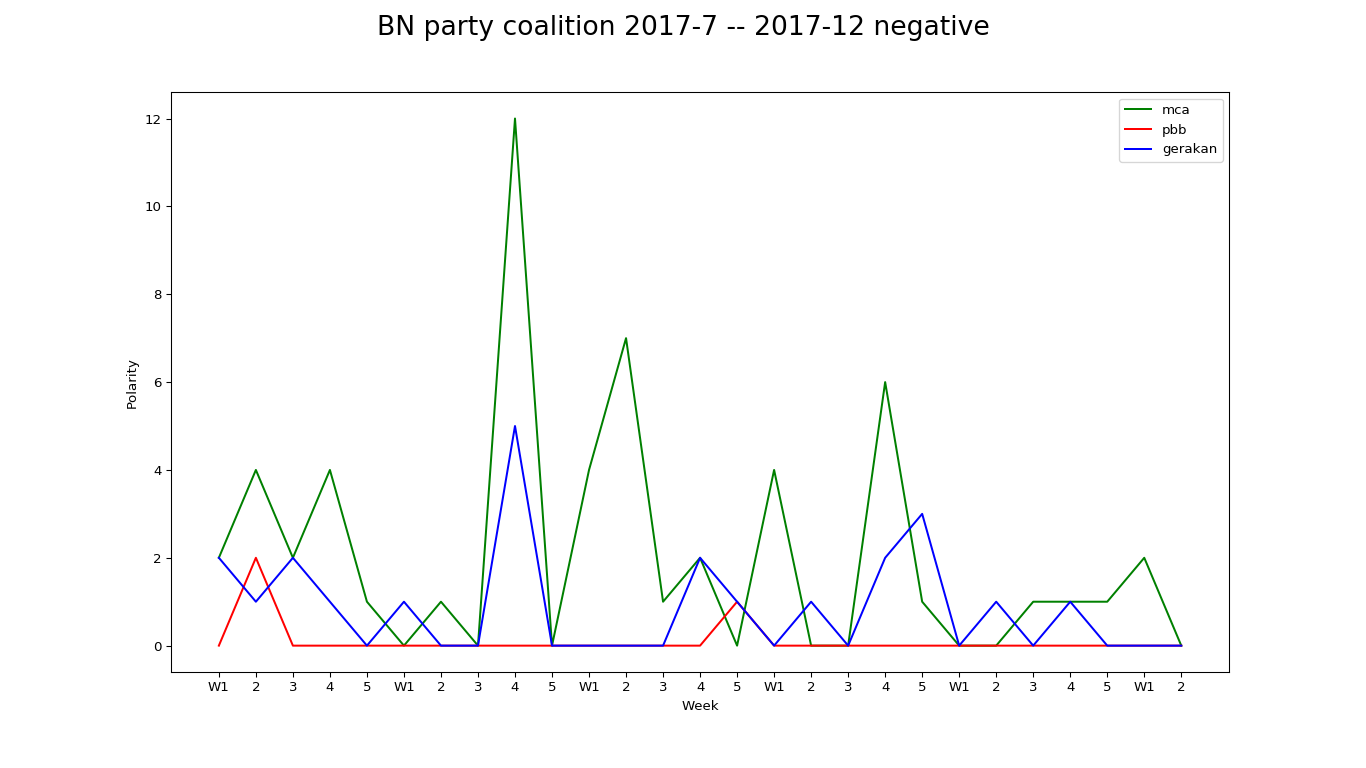 BN party coalition 2017-7 -- 2017-12 negative
mca
pbb
gerakan
12
10
8
6
4
2
0
Polarity
W1 2 3 4 5 W1 2 3 4 5 W1 2 3 4 5 W1 2 3 4 5 W1 2 3 4 5 W1 2
Week